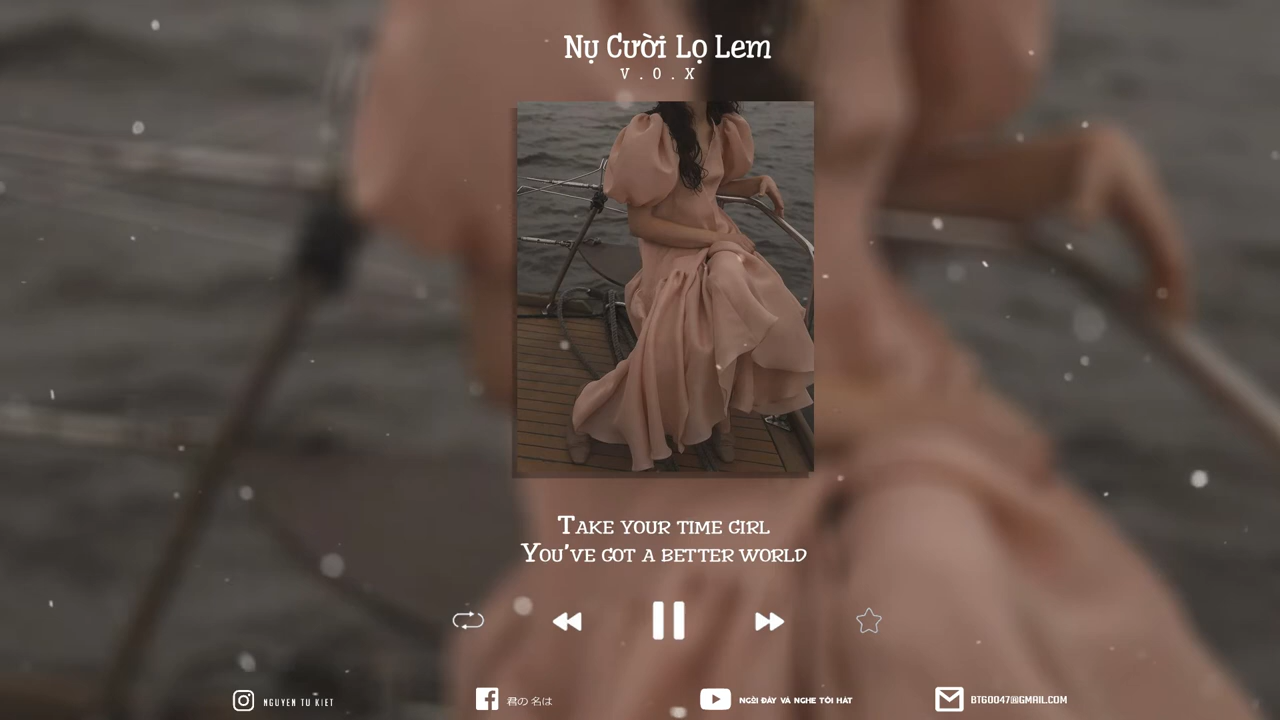 Nụ Cười Lọ Lem
V.O.X
Take your time girl
You've got a better world
NGUYEN TU KIET
君の 名は
NGỒI ĐÂY VÀ NGHE TÔI HÁT
BTGOO47@GMAIL.COM